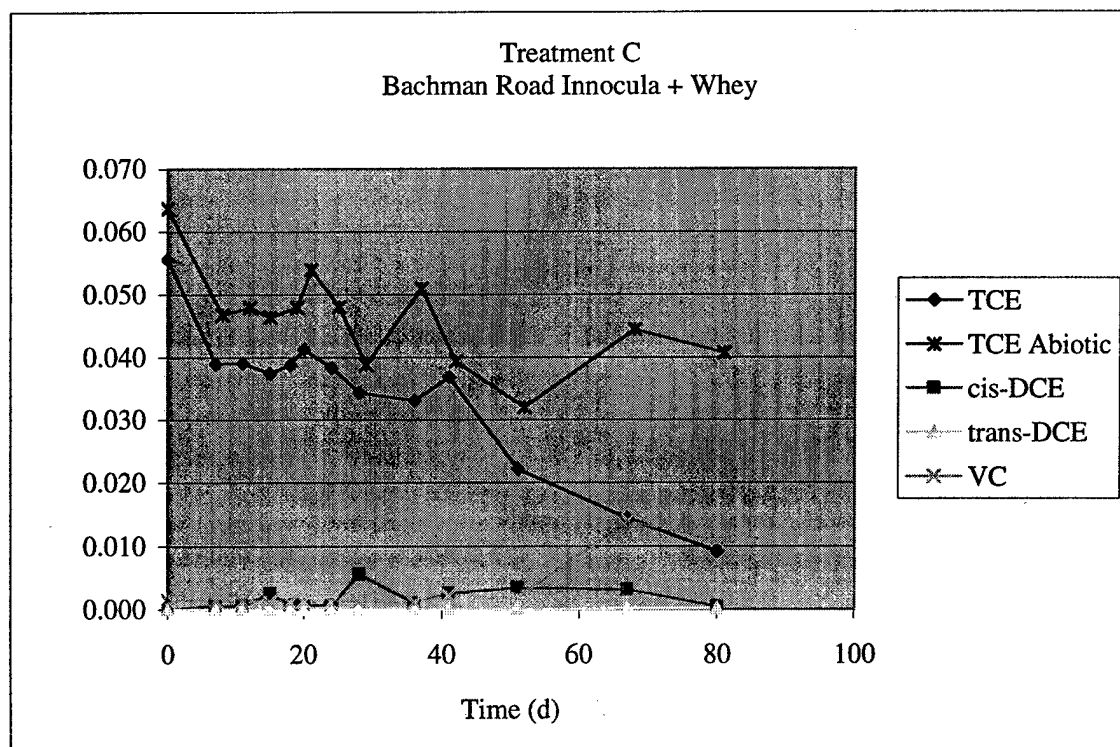 Treatment C
Bachman Road Innocula + Whey
0.070
0.060
0.050
0.040
0.030
0.020
0.010
0.000
0 20 40 60 80 100
Time (d)
TCE
TCE Abiotic
cis-DCE
trans-DCE
VC